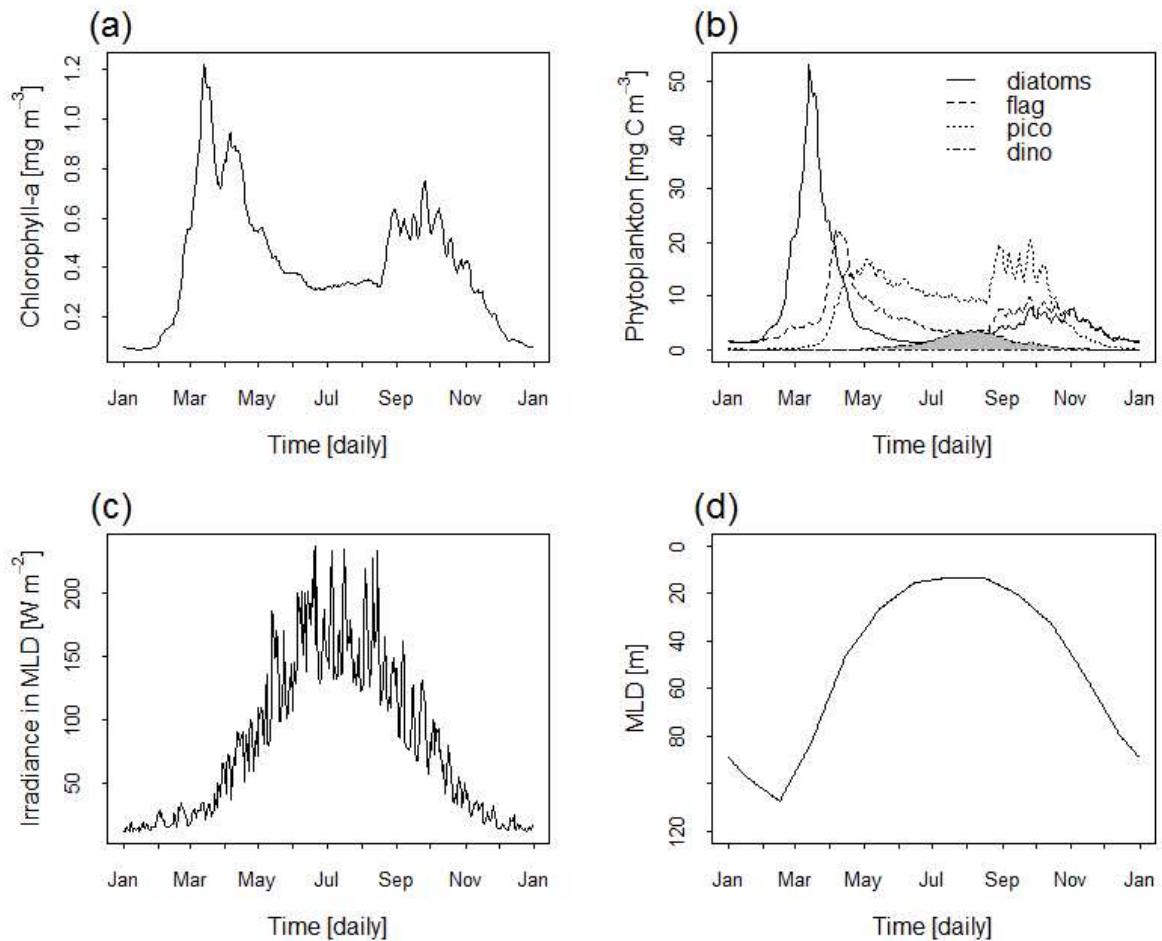 (a)
Chlorophyll-a [mg m⁻³]
0.2 0.4 0.6 0.8 1.0 1.2
Jan Mar May Jul Sep Nov Jan
Time [daily]
(b)
Phytoplankton [mg C m⁻³]
0 10 20 30 40 50
diatoms
flag
pico
dino
Jan Mar May Jul Sep Nov Jan
Time [daily]
(c)
Irradiance in MLD [W m⁻²]
50 100 150 200
Jan Mar May Jul Sep Nov Jan
Time [daily]
(d)
MLD [m]
120 80 60 40 20 0
Jan Mar May Jul Sep Nov Jan
Time [daily]